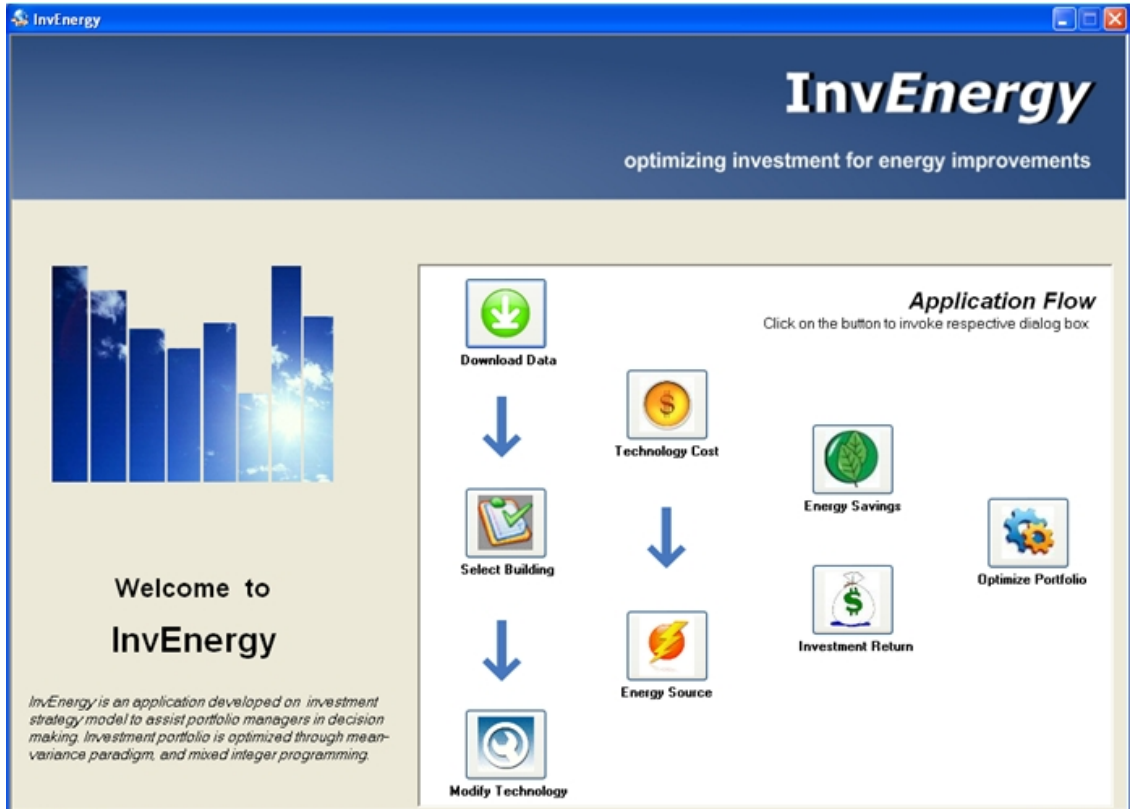 InvEnergy
InvEnergy
optimizing investment for energy improvements
Application Flow
Click on the button to invoke respective dialog box
Download Data
Technology Cost
Energy Savings
Select Building
Optimize Portfolio
Investment Return
Energy Source
Modify Technology
Welcome to
InvEnergy
InvEnergy is an application developed on investment
strategy model to assist portfolio managers in decision
making. Investment portfolio is optimized through mean-
variance paradigm, and mixed integer programming.